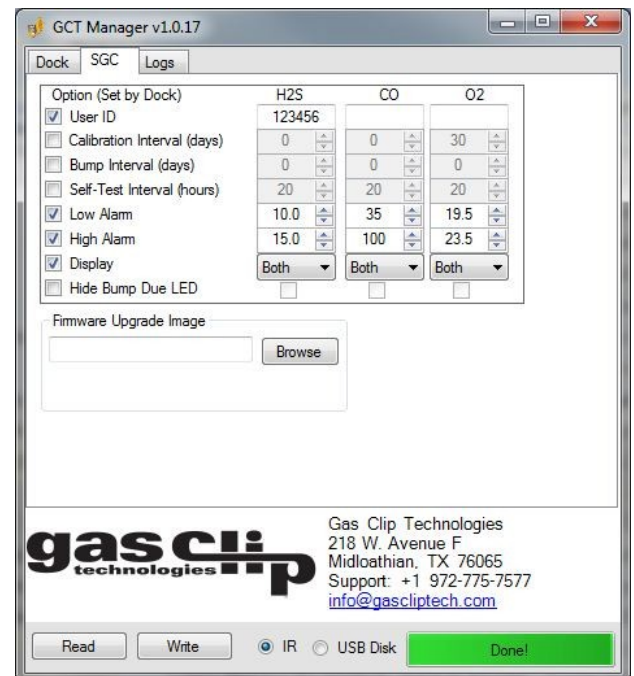 GCT Manager v1.0.17
Dock SGC Logs
Option (Set by Dock) H2S CO O2
User ID 123456
Calibration Interval (days) 0 0 30
Bump Interval (days) 0 0 0
Self-Test Interval (hours) 20 20 20
Low Alarm 10.0 35 19.5
High Alarm 15.0 100 23.5
Display Both Both Both
Hide Bump Due LED
Firmware Upgrade Image
Browse
gas clip
technologies
Gas Clip Technologies
218 W. Avenue F
Midloathian, TX 76065
Support: +1 972-775-7577
info@gascliptech.com
Read Write IR USB Disk Done!